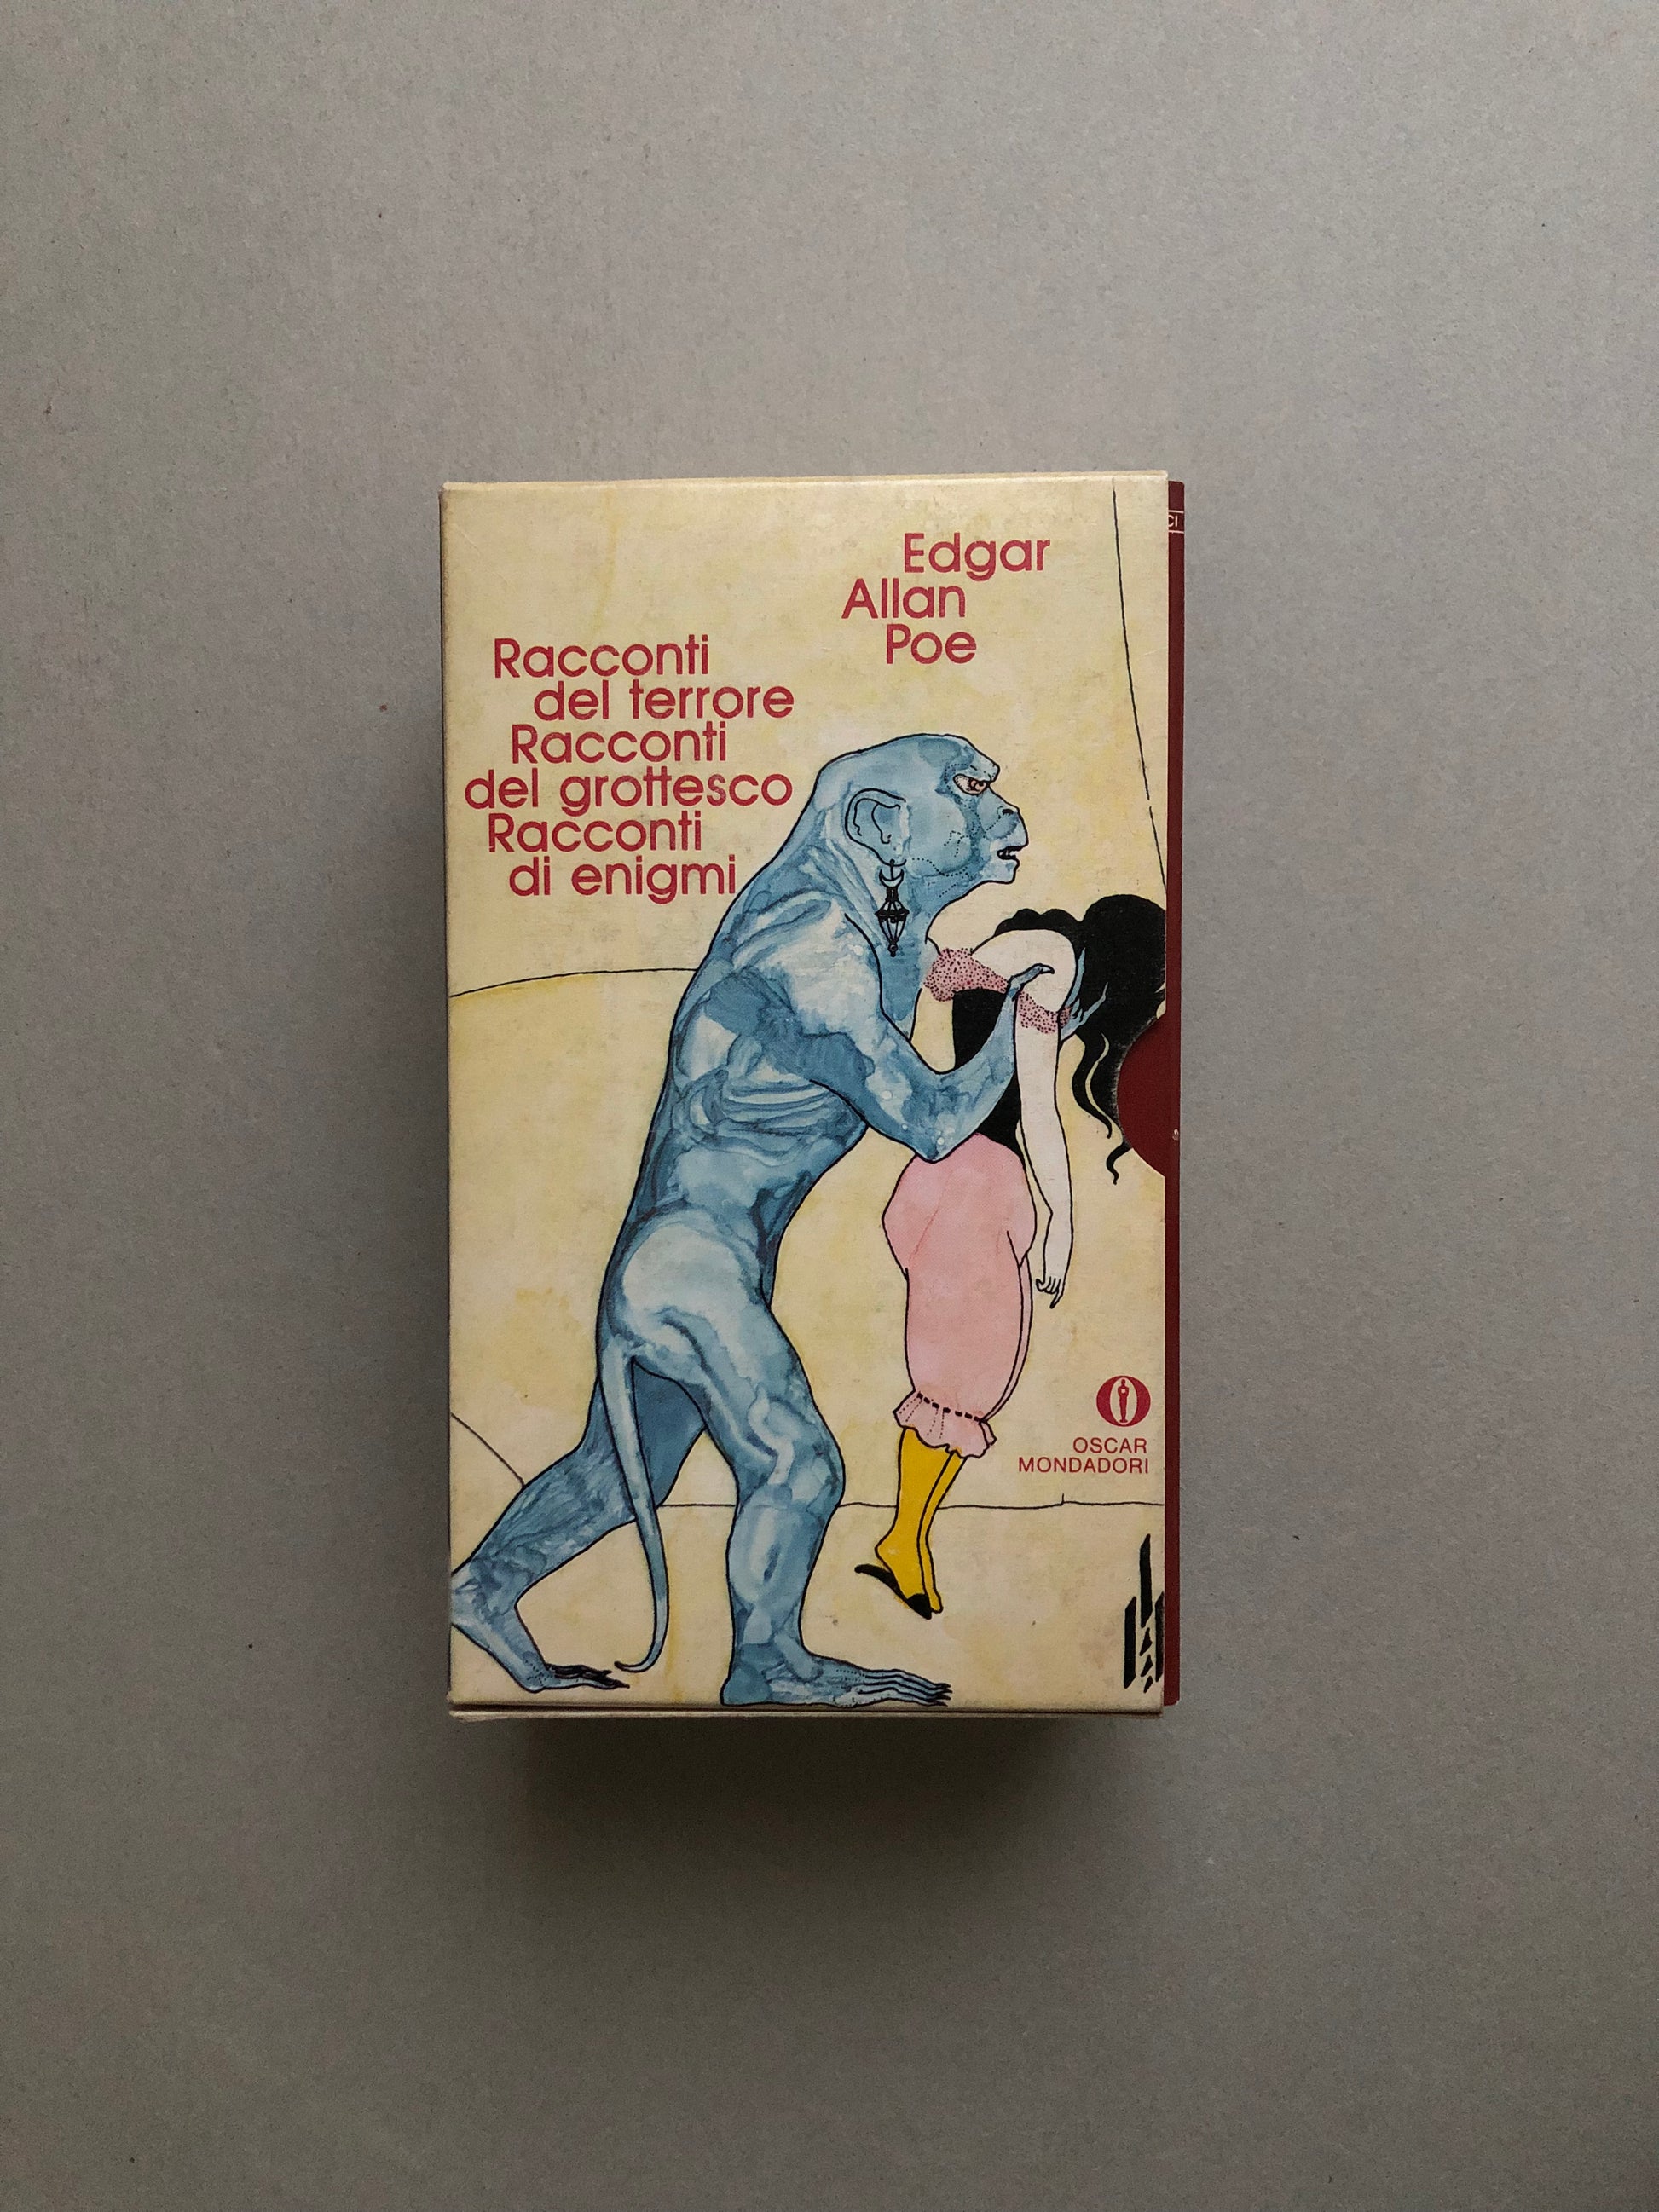 Edgar
Allan
Poe
Racconti
del terrore
Racconti
del grottesco
Racconti
di enigmi
OSCAR
MONDADORI